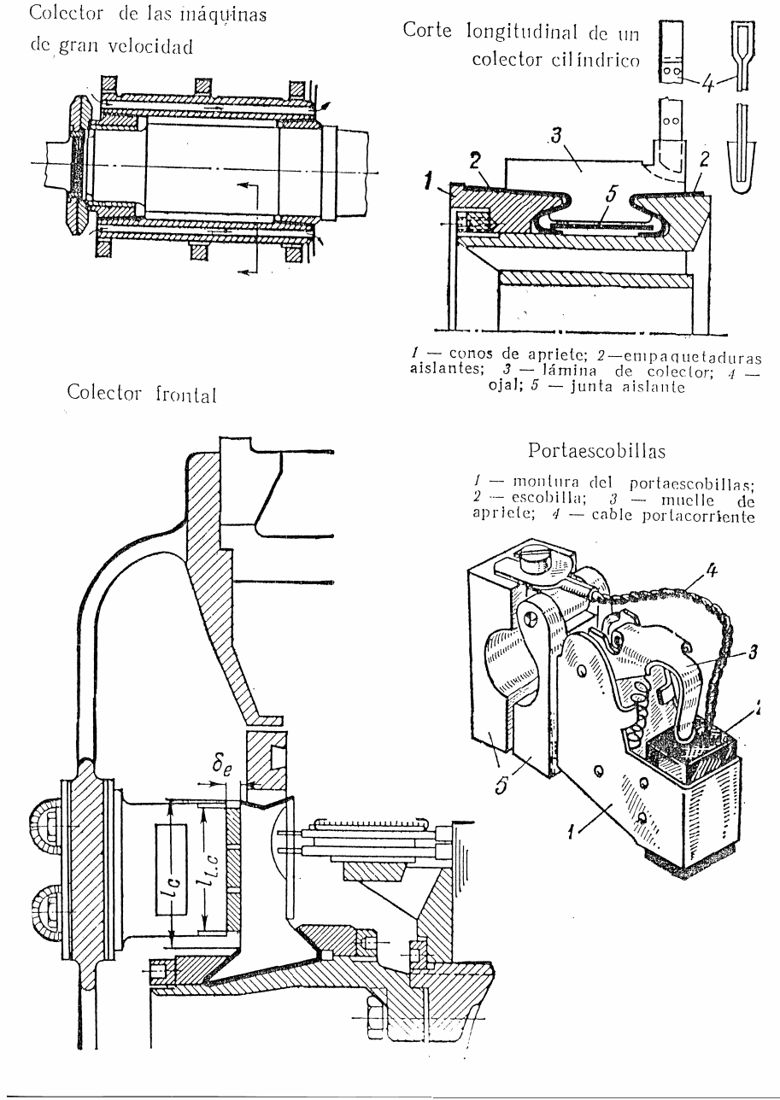 Colector de las máquinas
de gran velocidad
Corte longitudinal de un
colector cilíndrico
4
3
2
2
1
5
1 — conos de apriete; 2—empaquetaduras
aislantes; 3 — lámina de colector; 4 —
ojal; 5 — junta aislante
Colector frontal
Portaescobillas
1 — montura del portaescobillas;
2 — escobilla; 3 — muelle de
apriete; 4 — cable portacorriente
4
3
2
5
1
δe
lc
l1.c